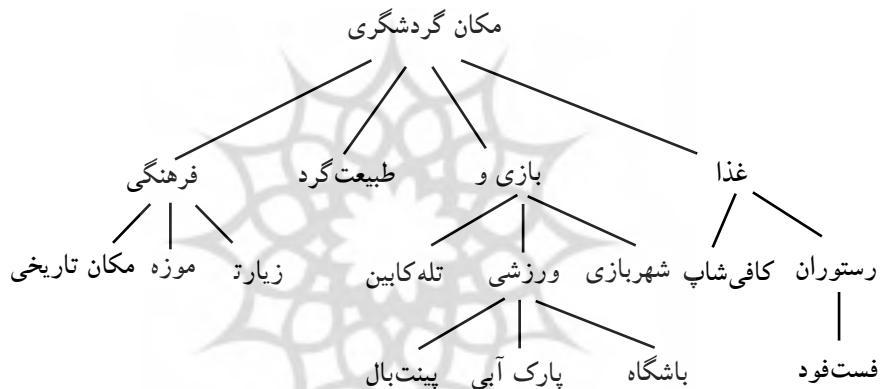 مکان گردشگری
غذا
بازی و
طبیعت‌گرد
فرهنگی
رستوران
کافی‌شاپ
شهربازی
ورزشی
تله‌کابین
زیارت
موزه
مکان تاریخی
فست‌فود
باشگاه
پارک آبی
پینت‌بال